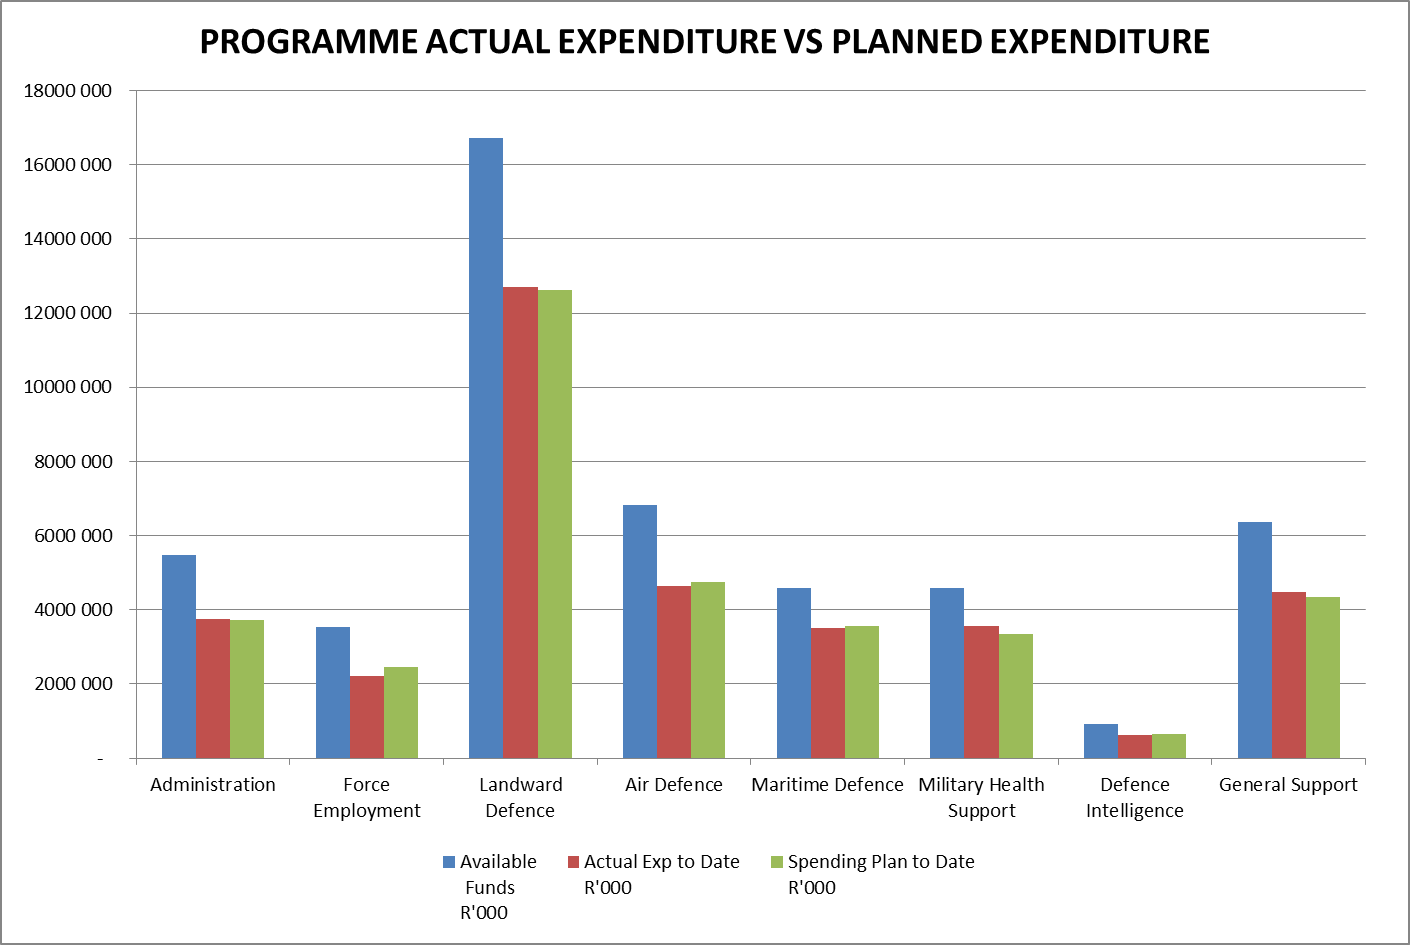 PROGRAMME ACTUAL EXPENDITURE VS PLANNED EXPENDITURE
18000 000
16000 000
14000 000
12000 000
10000 000
8000 000
6000 000
4000 000
2000 000
-
Administration
Force
Employment
Landward
Defence
Air Defence
Maritime Defence
Military Health
Support
Defence
Intelligence
General Support
Available
Funds
R'000
Actual Exp to Date
R'000
Spending Plan to Date
R'000